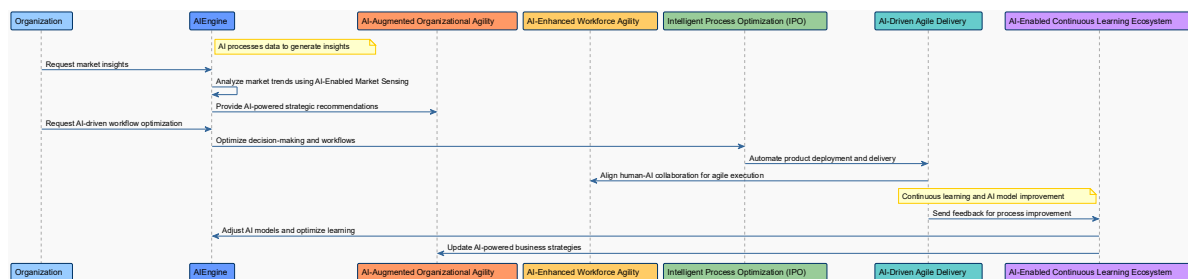 Organization
AIEngine
AI-Augmented Organizational Agility
AI-Enhanced Workforce Agility
Intelligent Process Optimization (IPO)
AI-Driven Agile Delivery
AI-Enabled Continuous Learning Ecosystem
AI processes data to generate insights
Request market insights
Analyze market trends using AI-Enabled Market Sensing
Provide AI-powered strategic recommendations
Request AI-driven workflow optimization
Optimize decision-making and workflows
Automate product deployment and delivery
Align human-AI collaboration for agile execution
Continuous learning and AI model improvement
Send feedback for process improvement
Adjust AI models and optimize learning
Update AI-powered business strategies
Organization
AIEngine
AI-Augmented Organizational Agility
AI-Enhanced Workforce Agility
Intelligent Process Optimization (IPO)
AI-Driven Agile Delivery
AI-Enabled Continuous Learning Ecosystem